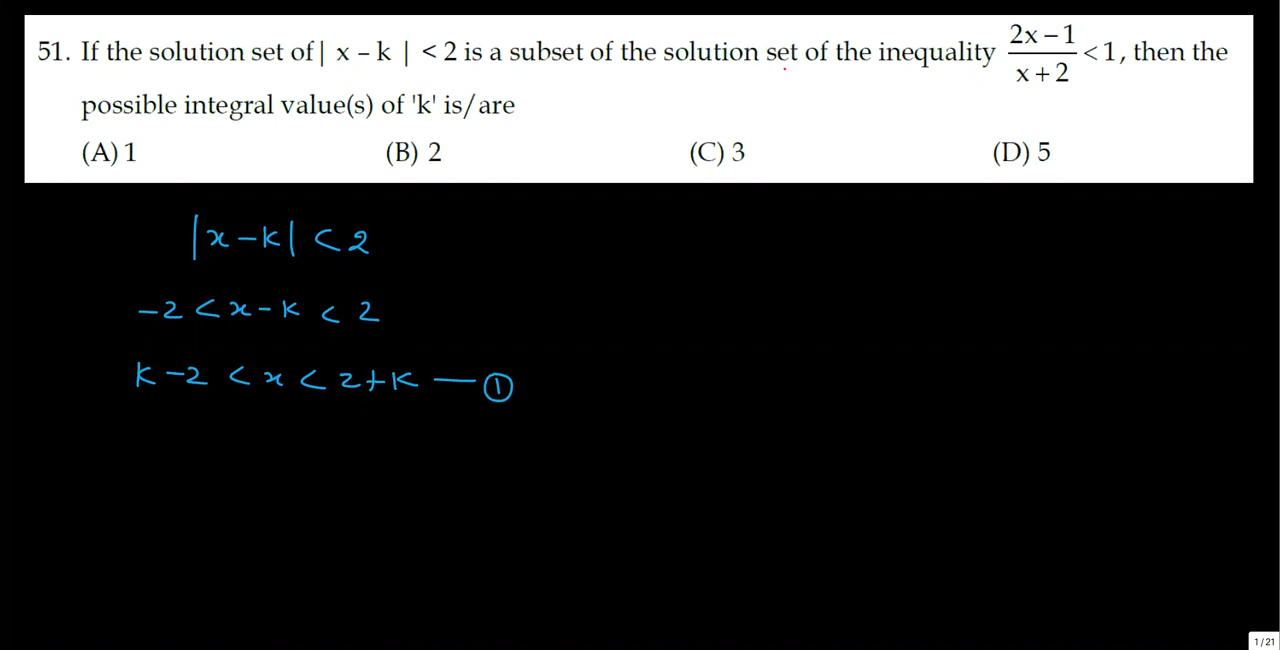 51. If the solution set of | x – k | < 2 is a subset of the solution set of the inequality (2x – 1)/(x + 2) < 1, then the
possible integral value(s) of 'k' is/are
(A) 1 (B) 2 (C) 3 (D) 5
|x – k| < 2
–2 < x – k < 2
k – 2 < x < 2 + k — ①
1 / 21